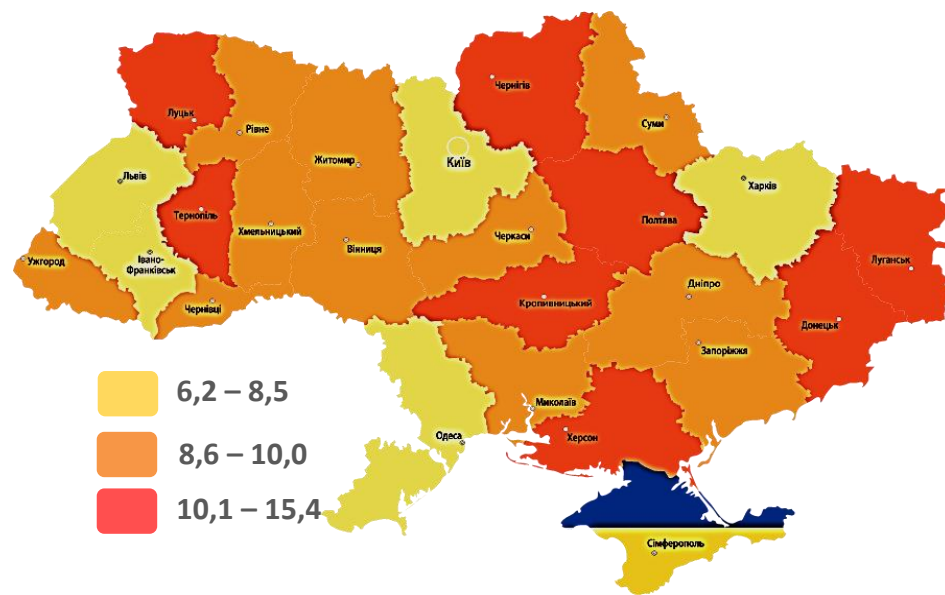 Чернігів
Луцьк
Суми
Рівне
Київ
Житомир
Львів
Харків
Тернопіль
Полтава
Хмельницький
Черкаси
Вінниця
Ужгород
Івано-
Франківськ
Луганськ
Дніпро
Чернівці
Кропивницький
Донецьк
Запоріжжя
6,2 – 8,5
Миколаїв
Одеса
Херсон
8,6 – 10,0
10,1 – 15,4
Сімферополь